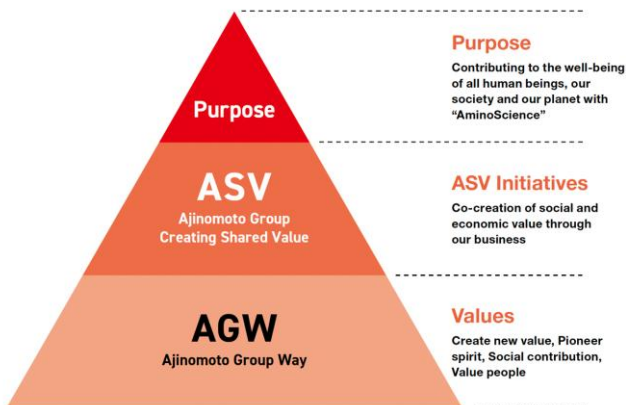 Purpose
Purpose
Contributing to the well-being
of all human beings, our
society and our planet with
“AminoScience”
ASV
Ajinomoto Group
Creating Shared Value
ASV Initiatives
Co-creation of social and
economic value through
our business
AGW
Ajinomoto Group Way
Values
Create new value, Pioneer
spirit, Social contribution,
Value people